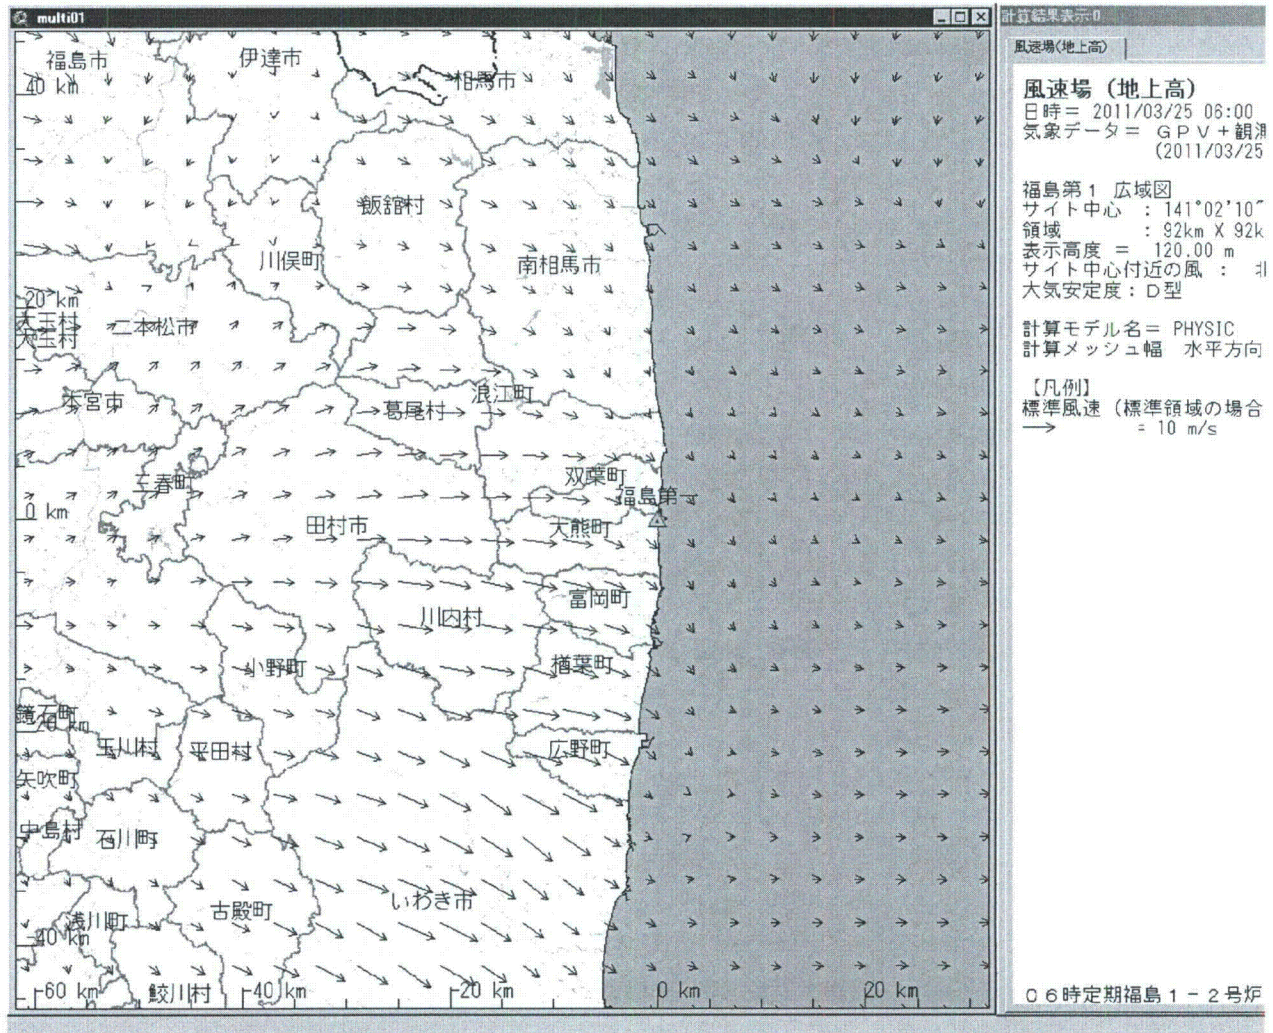 multi01
福島市
伊達市
相馬市
40 km
飯舘村
川俣町
南相馬市
20 km
大玉村
二本松市
大玉村
本宮市
浪江町
葛尾村
三春町
双葉町
福島第一
0 km
田村市
大熊町
富岡町
川内村
小野町
楢葉町
鏡石町
-20 km
玉川村
平田村
広野町
矢吹町
中島村
石川町
いわき市
古殿町
浅川町
-40 km
鮫川村
-60 km
-40 km
-20 km
0 km
20 km
計算結果表示:0
風速場(地上高)
風速場（地上高）
日時＝ 2011/03/25 06:00
気象データ＝ ＧＰＶ＋観測
(2011/03/25
福島第１ 広域図
サイト中心 ： 141°02'10"
領域 ： 92km X 92k
表示高度 ＝ 120.00 m
サイト中心付近の風 ： 北
大気安定度：Ｄ型
計算モデル名＝ PHYSIC
計算メッシュ幅 水平方向
【凡例】
標準風速（標準領域の場合
→ = 10 m/s
０６時定期福島１－２号炉